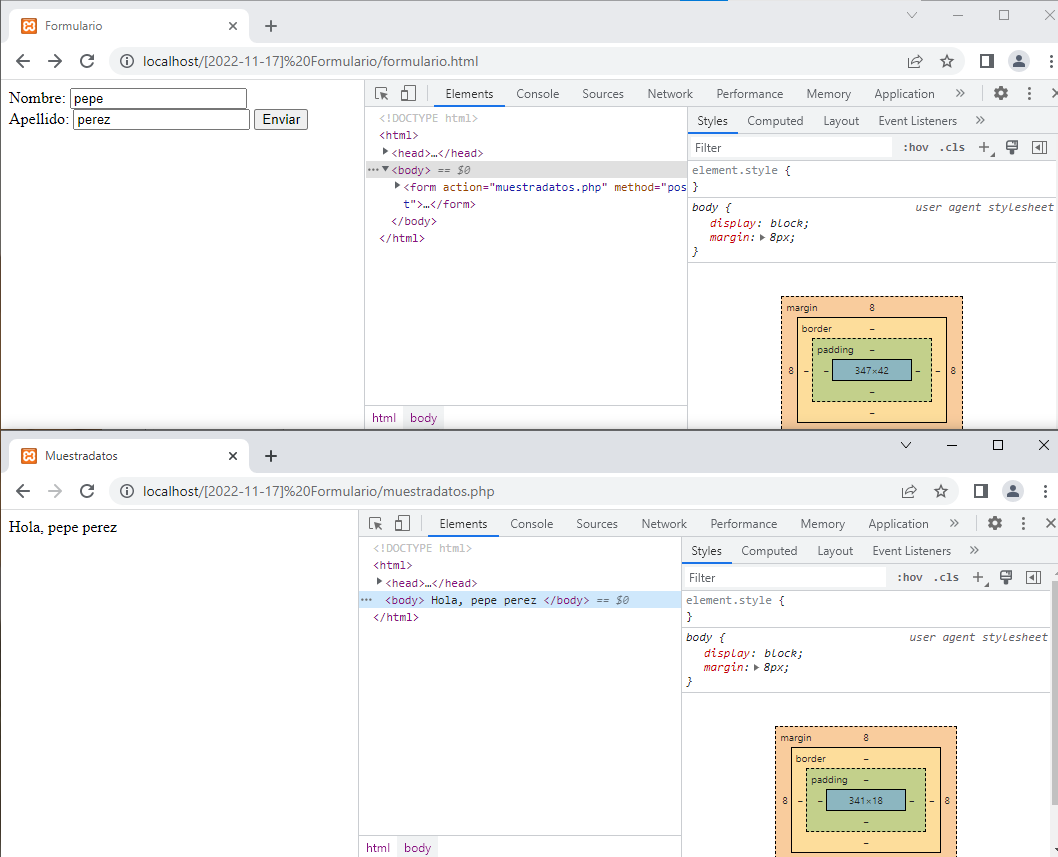 Formulario
localhost/[2022-11-17]%20Formulario/formulario.html
Nombre: pepe
Apellido: perez Enviar
Elements Console Sources Network Performance Memory Application »
<!DOCTYPE html>
<html>
<head>…</head>
<body> == $0
<form action="muestradatos.php" method="pos
t">…</form>
</body>
</html>
html body
Styles Computed Layout Event Listeners »
Filter :hov .cls +
element.style {
}
body { user agent stylesheet
display: block;
margin: 8px;
}
margin 8
border –
padding –
8 – – 347×42 – – 8
–
–
Muestradatos
localhost/[2022-11-17]%20Formulario/muestradatos.php
Hola, pepe perez
Elements Console Sources Network Performance Memory Application »
<!DOCTYPE html>
<html>
<head>…</head>
<body> Hola, pepe perez </body> == $0
</html>
html body
Styles Computed Layout Event Listeners »
Filter :hov .cls +
element.style {
}
body { user agent stylesheet
display: block;
margin: 8px;
}
margin 8
border –
padding –
8 – – 341×18 – – 8
–
–